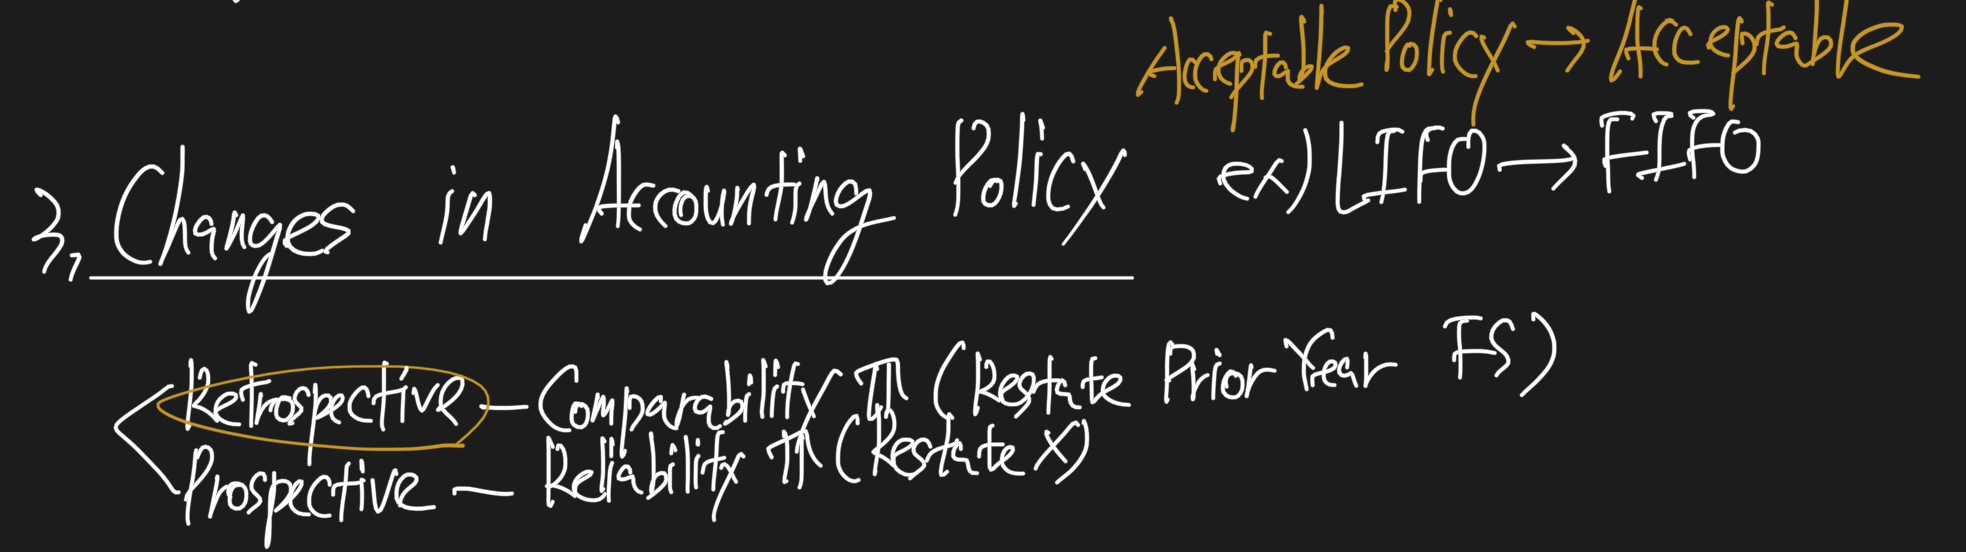 Acceptable Policy → Acceptable
3. Changes in Accounting Policy ex) LIFO → FIFO
Retrospective — Comparability ↑↑ (Restate Prior Year FS)
Prospective — Reliability ↑↑ (Restate X)